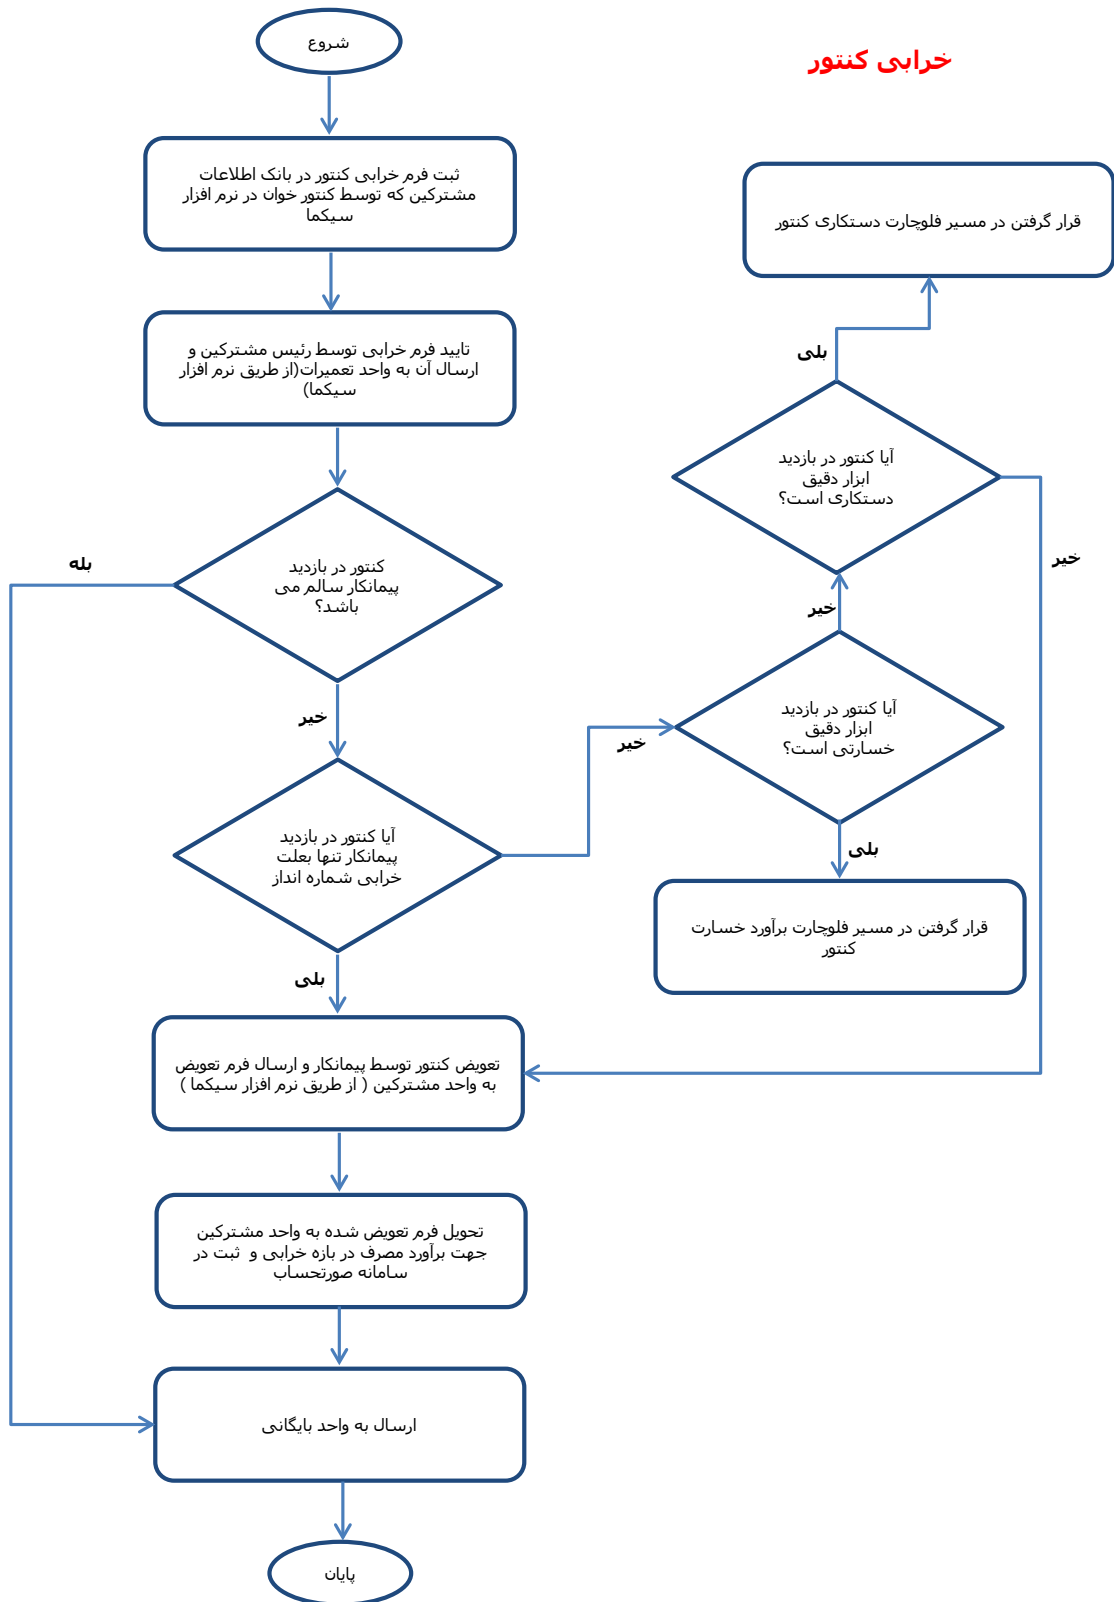 خرابی کنتور
شروع
ثبت فرم خرابی کنتور در بانک اطلاعات
مشترکین که توسط کنتور خوان در نرم افزار
سیکما
تایید فرم خرابی توسط رئیس مشترکین و
ارسال آن به واحد تعمیرات(از طریق نرم افزار
سیکما)
کنتور در بازدید
پیمانکار سالم می
باشد؟
بله
خیر
آیا کنتور در بازدید
پیمانکار تنها بعلت
خرابی شماره انداز
خیر
بلی
آیا کنتور در بازدید
ابزار دقیق
خسارتی است؟
خیر
بلی
قرار گرفتن در مسیر فلوچارت برآورد خسارت
کنتور
آیا کنتور در بازدید
ابزار دقیق
دستکاری است؟
بلی
خیر
قرار گرفتن در مسیر فلوچارت دستکاری کنتور
تعویض کنتور توسط پیمانکار و ارسال فرم تعویض
به واحد مشترکین ( از طریق نرم افزار سیکما )
تحویل فرم تعویض شده به واحد مشترکین
جهت برآورد مصرف در بازه خرابی و ثبت در
سامانه صورتحساب
ارسال به واحد بایگانی
پایان